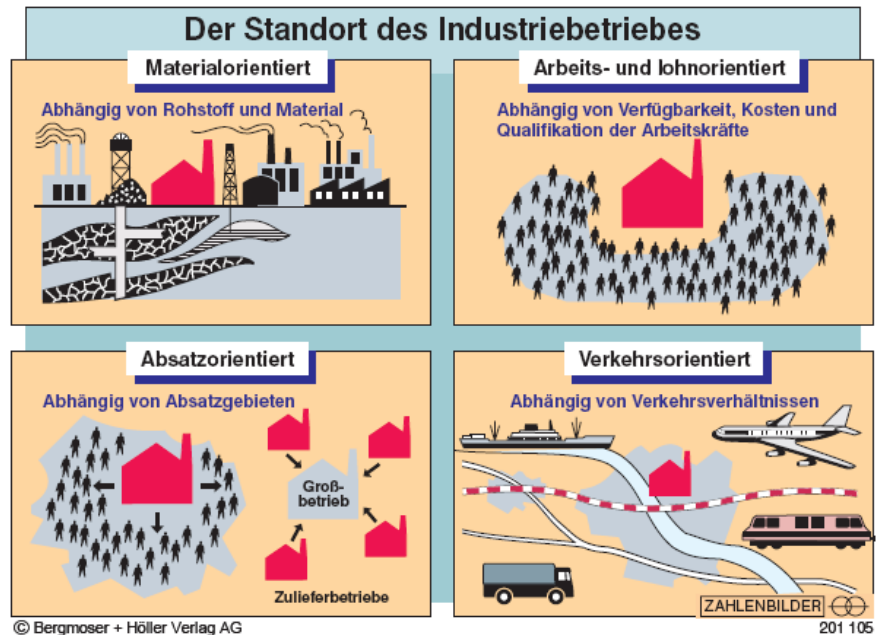 Der Standort des Industriebetriebes
Materialorientiert
Abhängig von Rohstoff und Material
Arbeits- und lohnorientiert
Abhängig von Verfügbarkeit, Kosten und
Qualifikation der Arbeitskräfte
Absatzorientiert
Abhängig von Absatzgebieten
Groß-
betrieb
Zulieferbetriebe
Verkehrsorientiert
Abhängig von Verkehrsverhältnissen
ZAHLENBILDER
© Bergmoser + Höller Verlag AG
201 105